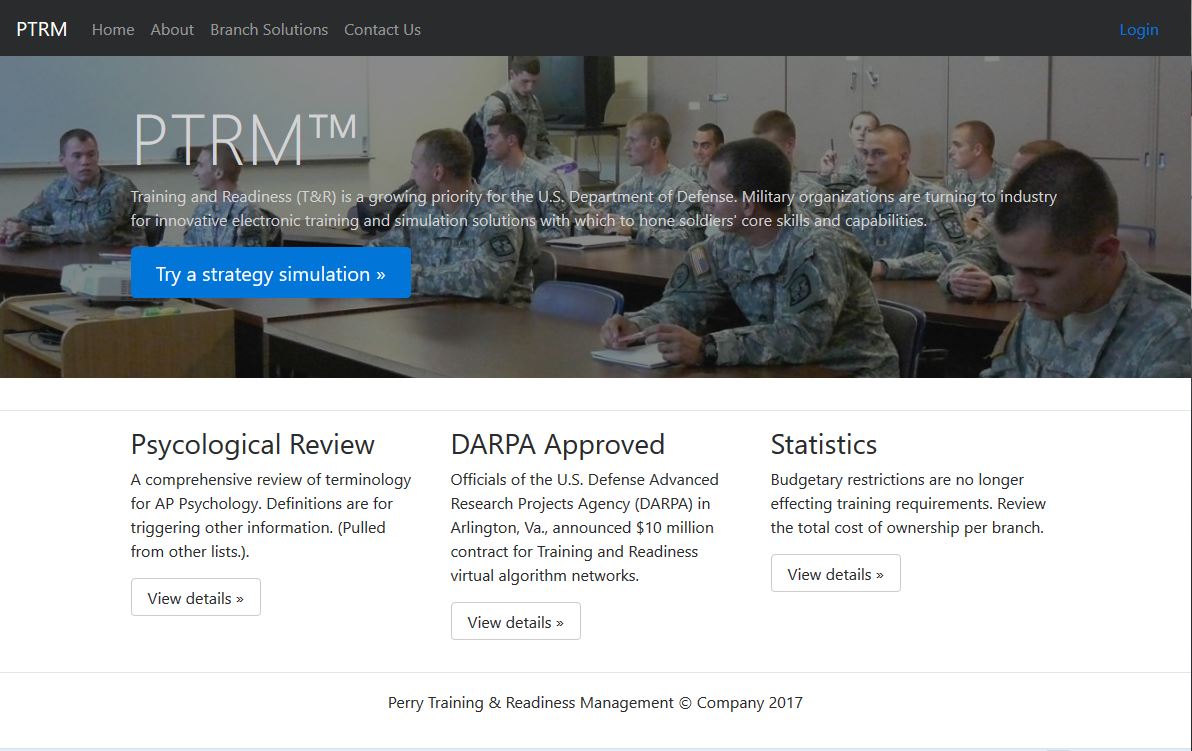 PTRM Home About Branch Solutions Contact Us Login
PTRM™
Training and Readiness (T&R) is a growing priority for the U.S. Department of Defense. Military organizations are turning to industry
for innovative electronic training and simulation solutions with which to hone soldiers' core skills and capabilities.
Try a strategy simulation »
Psycological Review
A comprehensive review of terminology
for AP Psychology. Definitions are for
triggering other information. (Pulled
from other lists.).
View details »
DARPA Approved
Officials of the U.S. Defense Advanced
Research Projects Agency (DARPA) in
Arlington, Va., announced $10 million
contract for Training and Readiness
virtual algorithm networks.
View details »
Statistics
Budgetary restrictions are no longer
effecting training requirements. Review
the total cost of ownership per branch.
View details »
Perry Training & Readiness Management © Company 2017